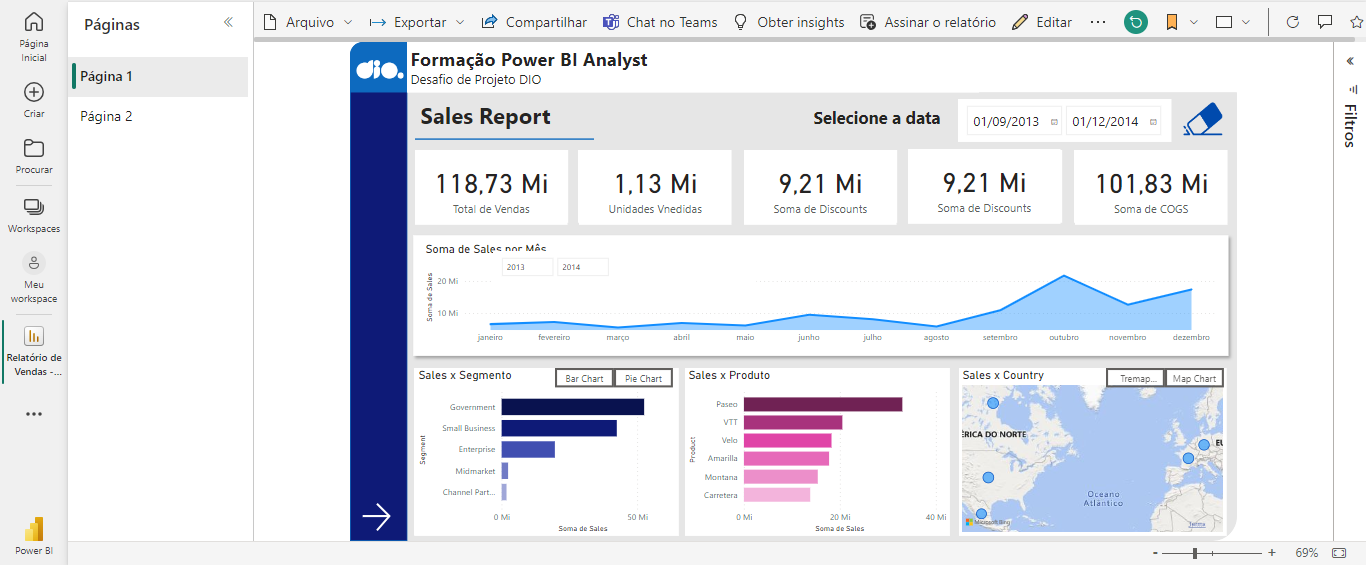 Arquivo
Exportar
Compartilhar
Chat no Teams
Obter insights
Assinar o relatório
Editar
Página
Inicial
Criar
Procurar
Workspaces
Meu
workspace
Relatório de
Vendas -...
Power BI
Páginas
Página 1
Página 2
dio.
Formação Power BI Analyst
Desafio de Projeto DIO
Sales Report
Selecione a data
01/09/2013
01/12/2014
118,73 Mi
Total de Vendas
1,13 Mi
Unidades Vnedidas
9,21 Mi
Soma de Discounts
9,21 Mi
Soma de Discounts
101,83 Mi
Soma de COGS
Soma de Sales por Mês
2013
2014
Soma de Sales
20 Mi
10 Mi
janeiro
fevereiro
março
abril
maio
junho
julho
agosto
setembro
outubro
novembro
dezembro
Sales x Segmento
Bar Chart
Pie Chart
Segment
Government
Small Business
Enterprise
Midmarket
Channel Part...
0 Mi
50 Mi
Soma de Sales
Sales x Produto
Product
Paseo
VTT
Velo
Amarilla
Montana
Carretera
0 Mi
20 Mi
40 Mi
Soma de Sales
Sales x Country
Tremap...
Map Chart
ÉRICA DO NORTE
EU
Oceano
Atlântico
Microsoft Bing
Terms
Filtros
- + 69%